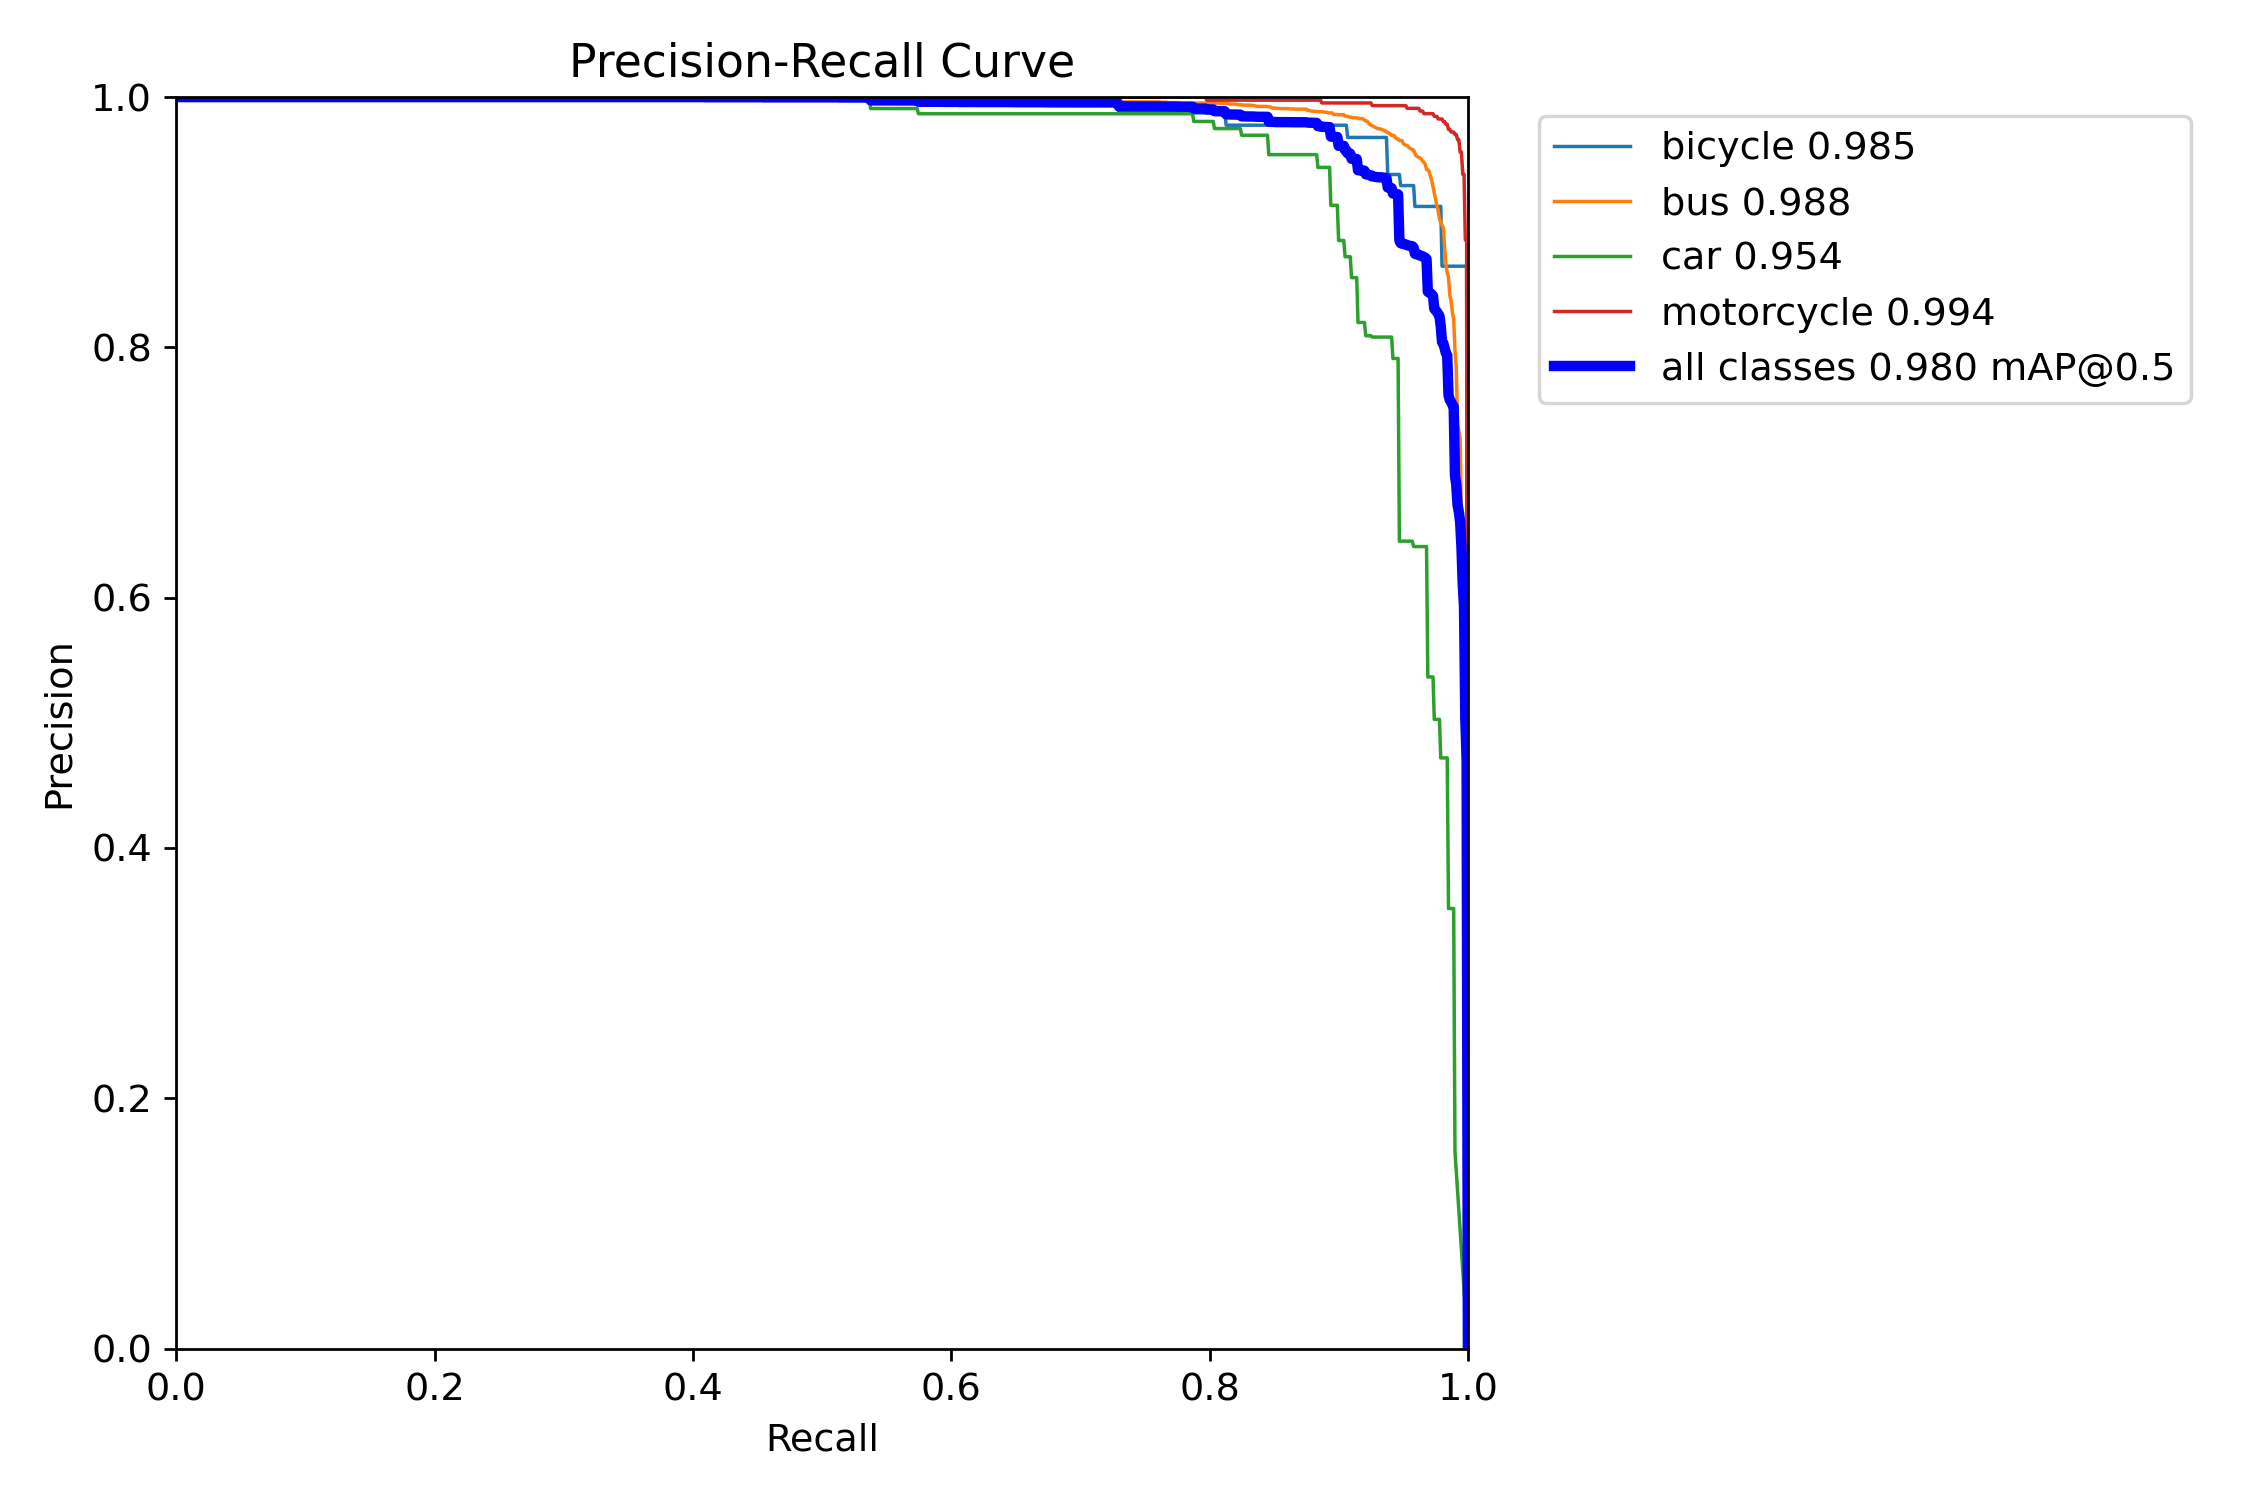 Precision-Recall Curve
1.0
0.8
0.6
0.4
0.2
0.0
Precision
0.0 0.2 0.4 0.6 0.8 1.0
Recall
bicycle 0.985
bus 0.988
car 0.954
motorcycle 0.994
all classes 0.980 mAP@0.5